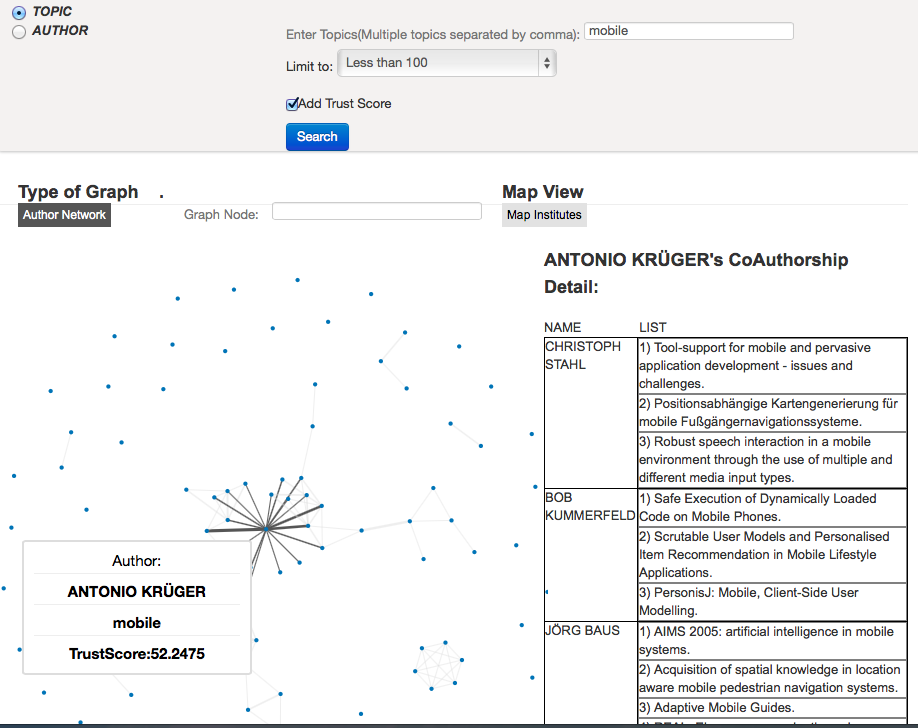 TOPIC
AUTHOR
Enter Topics(Multiple topics separated by comma): mobile
Limit to: Less than 100
Add Trust Score
Search
Type of Graph .
Map View
Author Network
Graph Node:
Map Institutes
Author:
ANTONIO KRÜGER
mobile
TrustScore:52.2475
ANTONIO KRÜGER's CoAuthorship
Detail:
NAME LIST
CHRISTOPH
STAHL
1) Tool-support for mobile and pervasive
application development - issues and
challenges.
2) Positionsabhängige Kartengenerierung für
mobile Fußgängernavigationssysteme.
3) Robust speech interaction in a mobile
environment through the use of multiple and
different media input types.
BOB
KUMMERFELD
1) Safe Execution of Dynamically Loaded
Code on Mobile Phones.
2) Scrutable User Models and Personalised
Item Recommendation in Mobile Lifestyle
Applications.
3) PersonisJ: Mobile, Client-Side User
Modelling.
JÖRG BAUS
1) AIMS 2005: artificial intelligence in mobile
systems.
2) Acquisition of spatial knowledge in location
aware mobile pedestrian navigation systems.
3) Adaptive Mobile Guides.